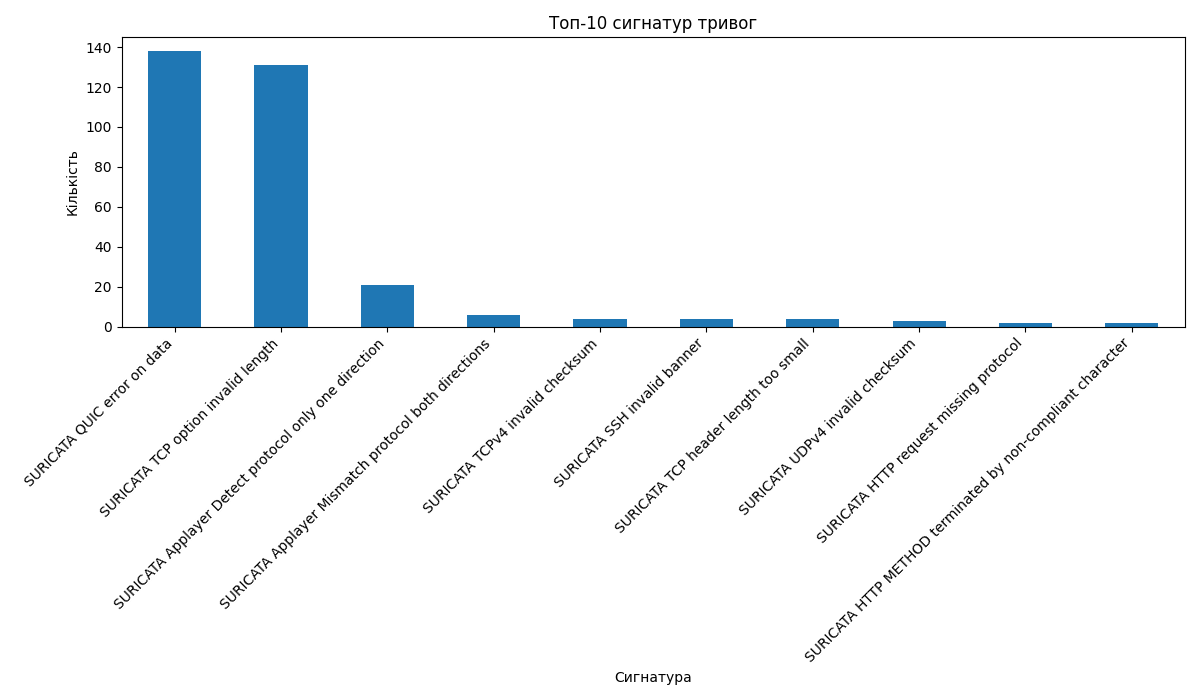 Топ-10 сигнатур тривог
Кількість
140
120
100
80
60
40
20
0
SURICATA QUIC error on data
SURICATA TCP option invalid length
SURICATA Applayer Detect protocol only one direction
SURICATA Applayer Mismatch protocol both directions
SURICATA TCPv4 invalid checksum
SURICATA SSH invalid banner
SURICATA TCP header length too small
SURICATA UDPv4 invalid checksum
SURICATA HTTP request missing protocol
SURICATA HTTP METHOD terminated by non-compliant character
Сигнатура